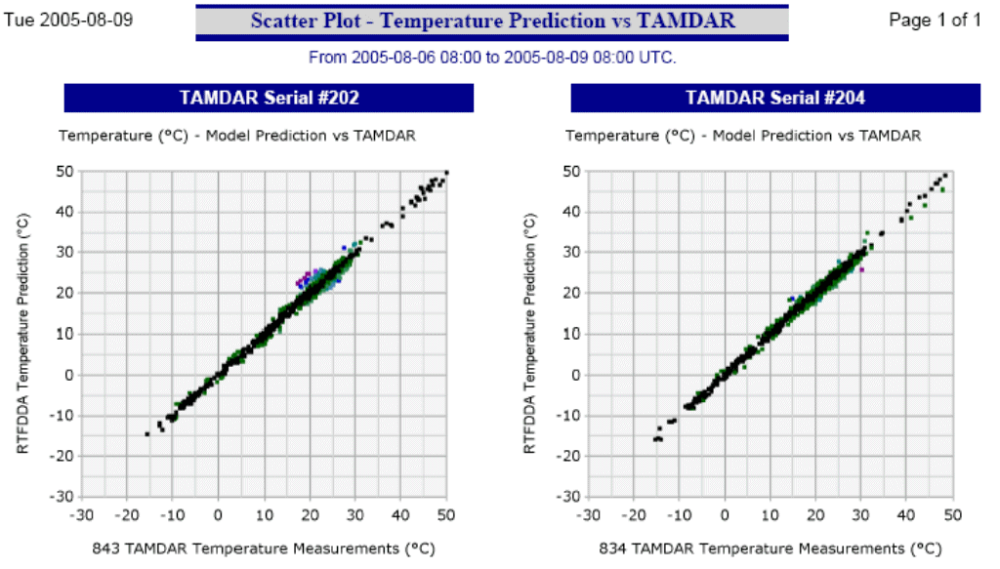 Tue 2005-08-09
Scatter Plot - Temperature Prediction vs TAMDAR
Page 1 of 1
From 2005-08-06 08:00 to 2005-08-09 08:00 UTC.
TAMDAR Serial #202
Temperature (°C) - Model Prediction vs TAMDAR
RTFDDA Temperature Prediction (°C)
50
40
30
20
10
0
-10
-20
-30
-30 -20 -10 0 10 20 30 40 50
843 TAMDAR Temperature Measurements (°C)
TAMDAR Serial #204
Temperature (°C) - Model Prediction vs TAMDAR
RTFDDA Temperature Prediction (°C)
50
40
30
20
10
0
-10
-20
-30
-30 -20 -10 0 10 20 30 40 50
834 TAMDAR Temperature Measurements (°C)